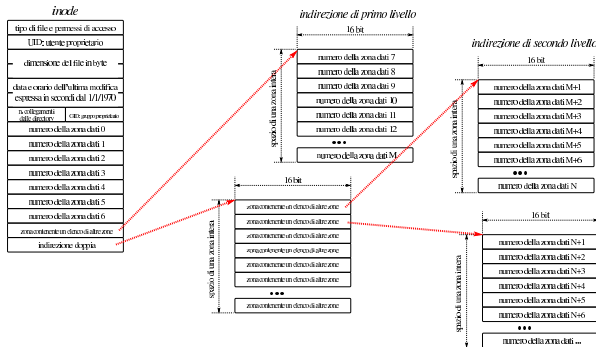 inode
tipo di file e permessi di accesso
UID: utente proprietario
dimensione del file in byte
data e orario dell'ultima modifica
espressa in secondi dal 1/1/1970
n. collegamenti
dalle directory
GID: gruppo proprietario
numero della zona dati 0
numero della zona dati 1
numero della zona dati 2
numero della zona dati 3
numero della zona dati 4
numero della zona dati 5
numero della zona dati 6
zona contenente un elenco di altre zone
indirezione doppia
indirezione di primo livello
16 bit
spazio di una zona intera
numero della zona dati 7
numero della zona dati 8
numero della zona dati 9
numero della zona dati 10
numero della zona dati 11
numero della zona dati 12
numero della zona dati M
16 bit
spazio di una zona intera
zona contenente un elenco di altre zone
zona contenente un elenco di altre zone
zona contenente un elenco di altre zone
zona contenente un elenco di altre zone
zona contenente un elenco di altre zone
zona contenente un elenco di altre zone
zona contenente un elenco di altre zone
indirezione di secondo livello
16 bit
spazio di una zona intera
numero della zona dati M+1
numero della zona dati M+2
numero della zona dati M+3
numero della zona dati M+4
numero della zona dati M+5
numero della zona dati M+6
numero della zona dati N
16 bit
spazio di una zona intera
numero della zona dati N+1
numero della zona dati N+2
numero della zona dati N+3
numero della zona dati N+4
numero della zona dati N+5
numero della zona dati N+6
numero della zona dati ...